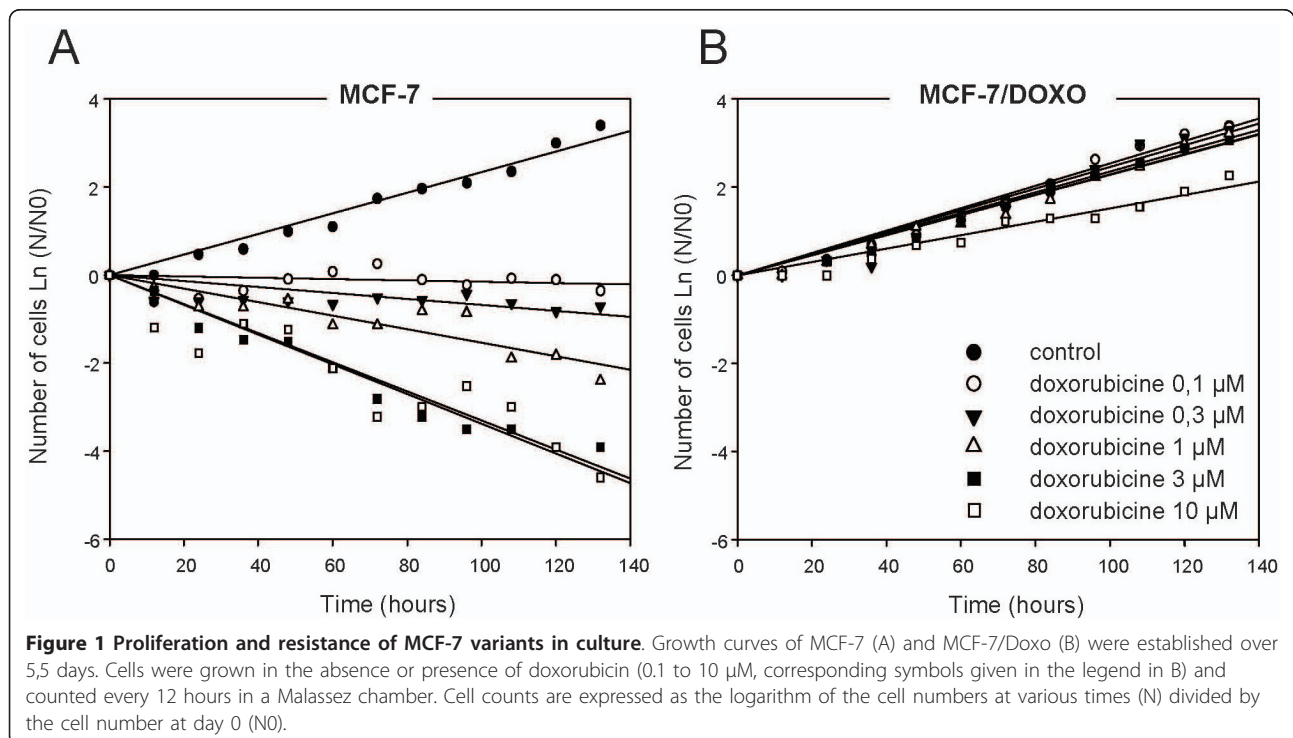 A
MCF-7
4
2
0
-2
-4
-6
Number of cells Ln (N/N0)
0 20 40 60 80 100 120 140
Time (hours)
B
MCF-7/DOXO
4
2
0
-2
-4
-6
Number of cells Ln (N/N0)
control
doxorubicine 0,1 µM
doxorubicine 0,3 µM
doxorubicine 1 µM
doxorubicine 3 µM
doxorubicine 10 µM
0 20 40 60 80 100 120 140
Time (hours)
Figure 1 Proliferation and resistance of MCF-7 variants in culture. Growth curves of MCF-7 (A) and MCF-7/Doxo (B) were established over
5,5 days. Cells were grown in the absence or presence of doxorubicin (0.1 to 10 µM, corresponding symbols given in the legend in B) and
counted every 12 hours in a Malassez chamber. Cell counts are expressed as the logarithm of the cell numbers at various times (N) divided by
the cell number at day 0 (N0).